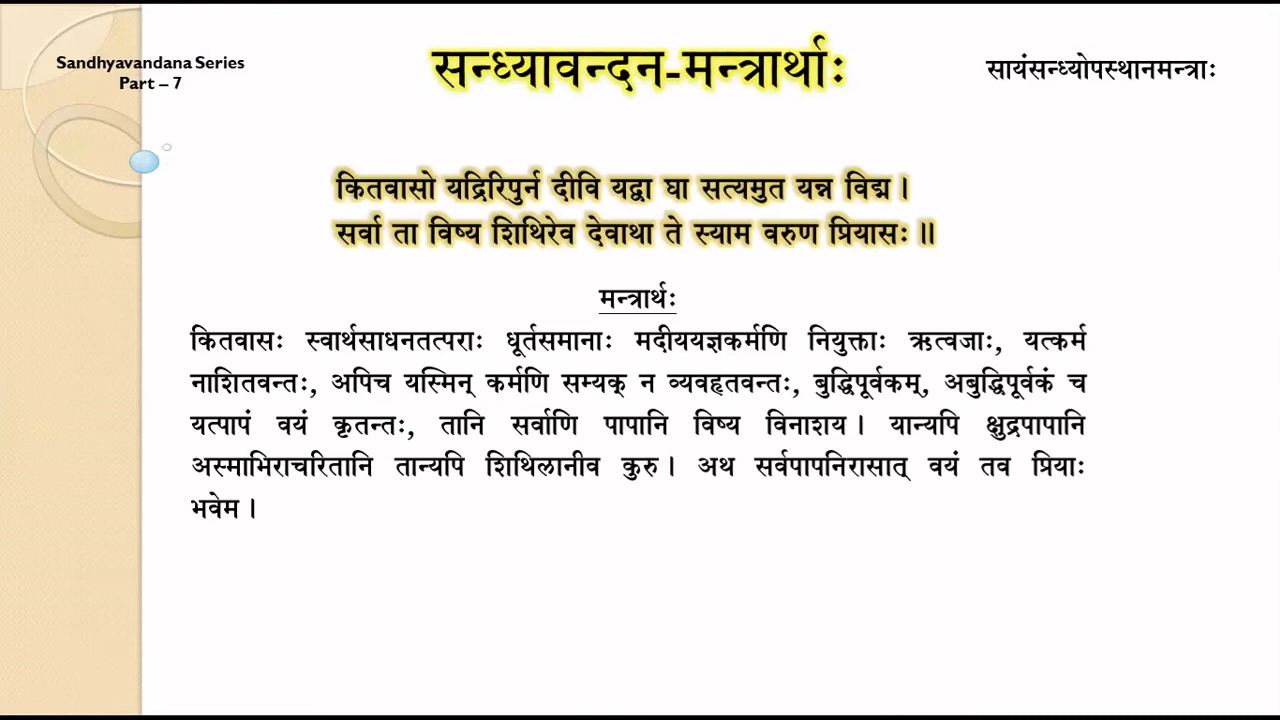 Sandhyavandana Series
Part – 7
सन्ध्यावन्दन-मन्त्रार्थाः
सायंसन्ध्योपस्थानमन्त्राः
कितवासो यद्रिरिपुर्न दीवि यद्वा घा सत्यमुत यन्न विद्म ।
सर्वा ता विष्य शिथिरेव देवाथा ते स्याम वरुण प्रियासः ॥
मन्त्रार्थः
कितवासः स्वार्थसाधनतत्पराः धूर्तसमानाः मदीययज्ञकर्मणि नियुक्ताः ऋत्वजाः, यत्कर्म
नाशितवन्तः, अपिच यस्मिन् कर्मणि सम्यक् न व्यवहृतवन्तः, बुद्धिपूर्वकम्, अबुद्धिपूर्वकं च
यत्पापं वयं कृतन्तः, तानि सर्वाणि पापानि विष्य विनाशय । यान्यपि क्षुद्रपापानि
अस्माभिराचरितानि तान्यपि शिथिलानीव कुरु । अथ सर्वपापनिरासात् वयं तव प्रियाः
भवेम ।